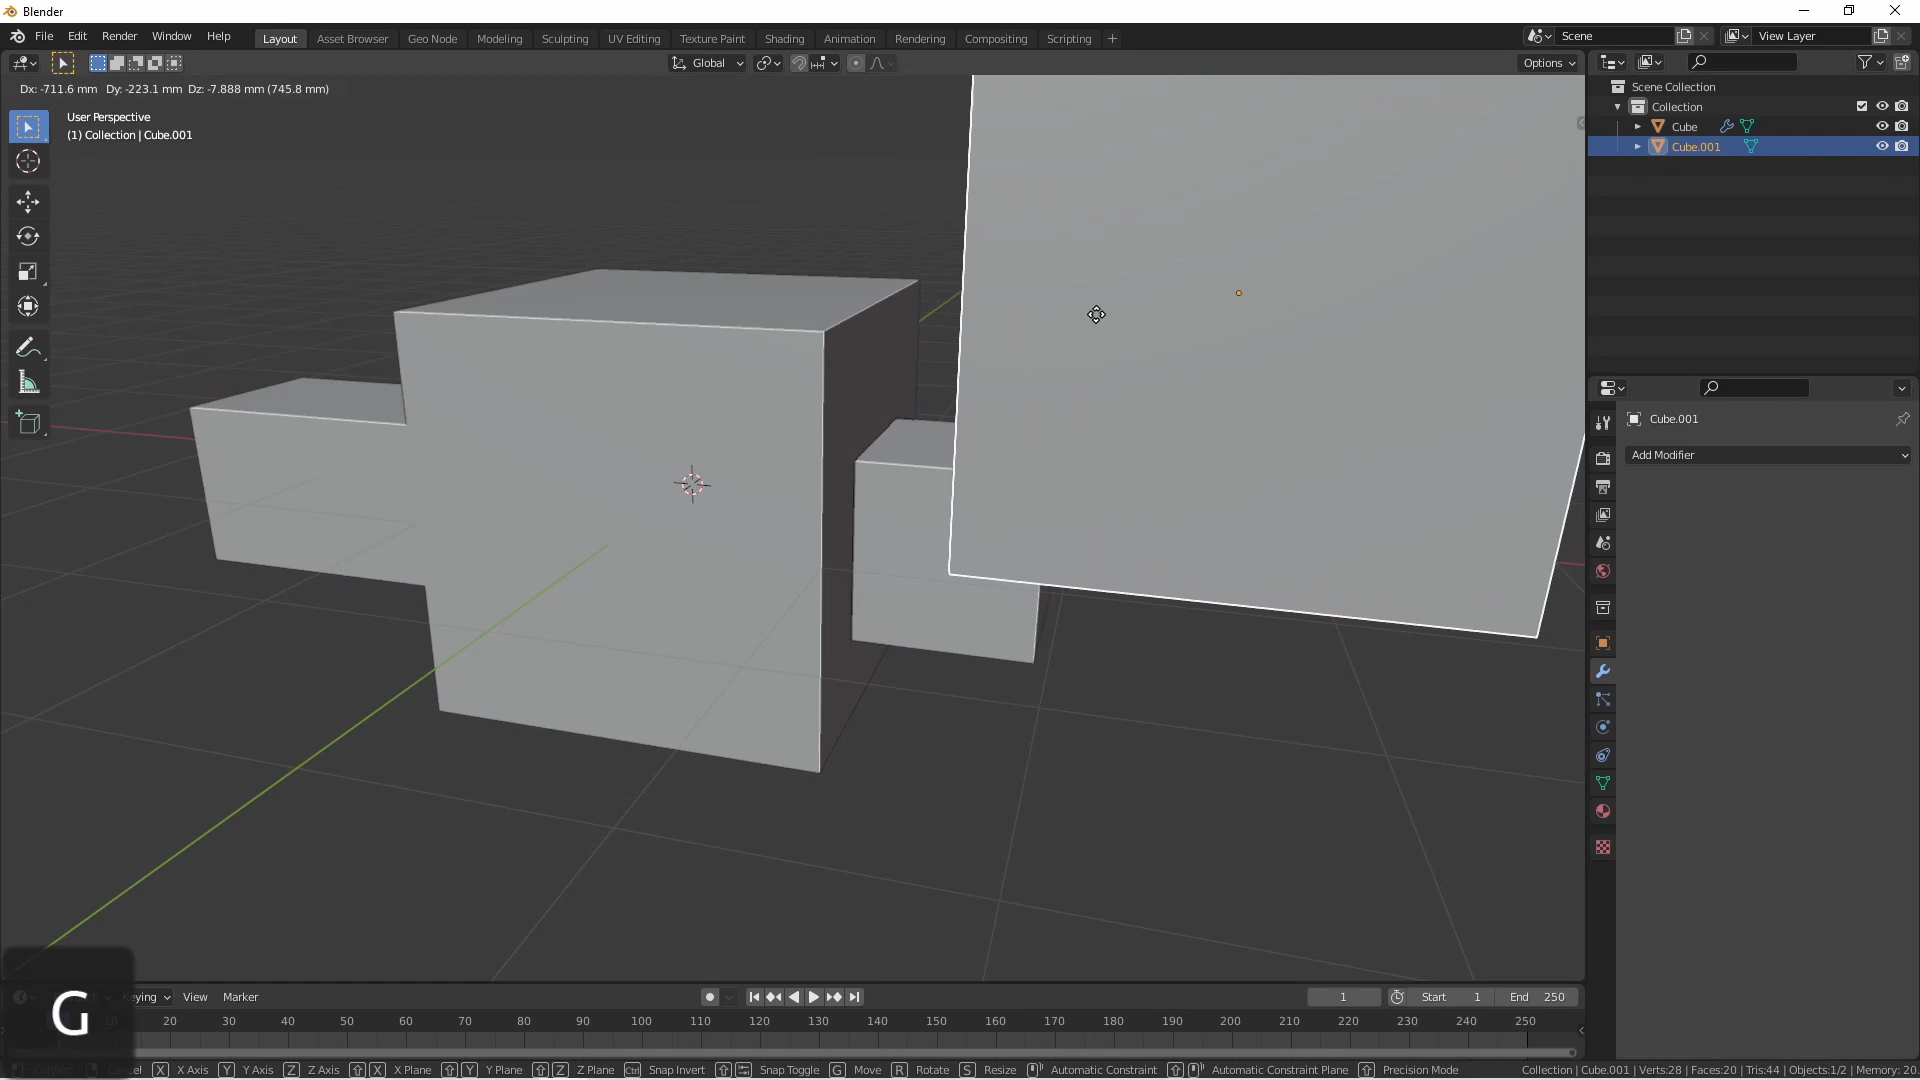 Blender
File Edit Render Window Help
Layout Asset Browser Geo Node Modeling Sculpting UV Editing Texture Paint Shading Animation Rendering Compositing Scripting
Scene
View Layer
Global
Options
Dx: -711.6 mm Dy: -223.1 mm Dz: -7.888 mm (745.8 mm)
User Perspective
(1) Collection | Cube.001
Scene Collection
Collection
Cube
Cube.001
Cube.001
Add Modifier
Keying View Marker
1
Start 1
End 250
20 30 40 50 60 70 80 90 100 110 120 130 140 150 160 170 180 190 200 210 220 230 240 250
G
X X Axis Y Y Axis Z Z Axis X X Plane Y Y Plane Z Z Plane Ctrl Snap Invert Snap Toggle G Move R Rotate S Resize Automatic Constraint Automatic Constraint Plane Precision Mode
Collection | Cube.001 | Verts:28 | Faces:20 | Tris:44 | Objects:1/2 | Memory: 20.